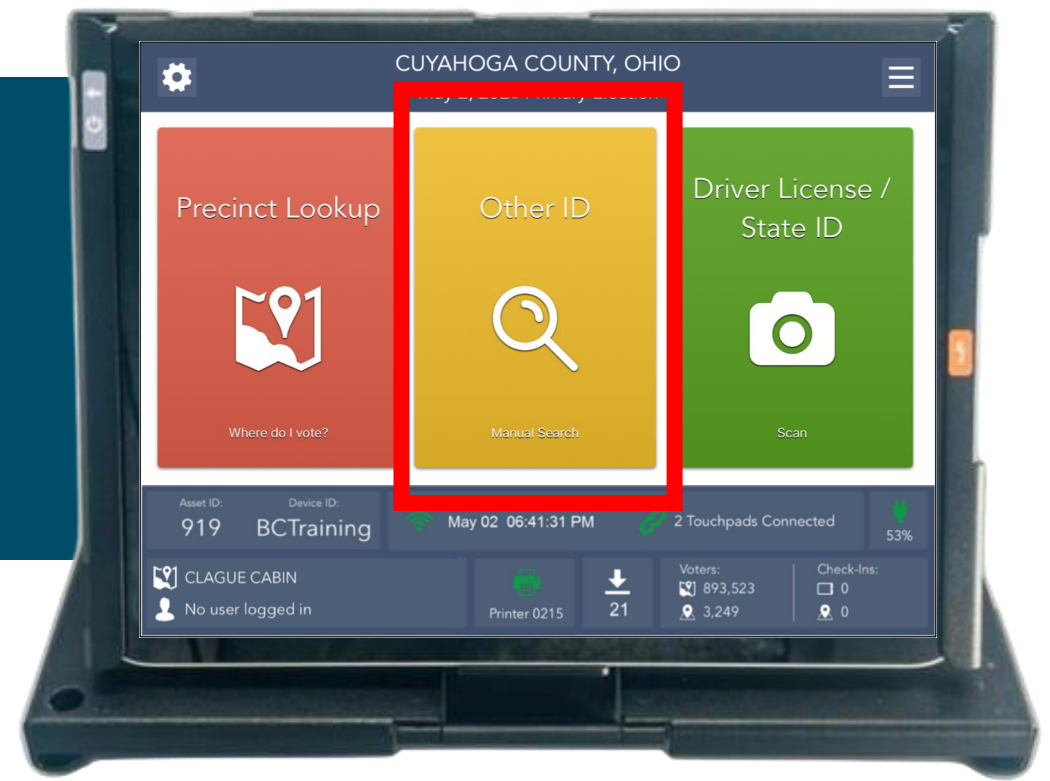 CUYAHOGA COUNTY, OHIO
Precinct Lookup
Where do I vote?
Other ID
Manual Search
Driver License /
State ID
Scan
Asset ID:
919
Device ID:
BCTraining
May 02 06:41:31 PM
2 Touchpads Connected
53%
CLAGUE CABIN
No user logged in
Printer 0215
21
Voters:
893,523
3,249
Check-Ins:
0
0